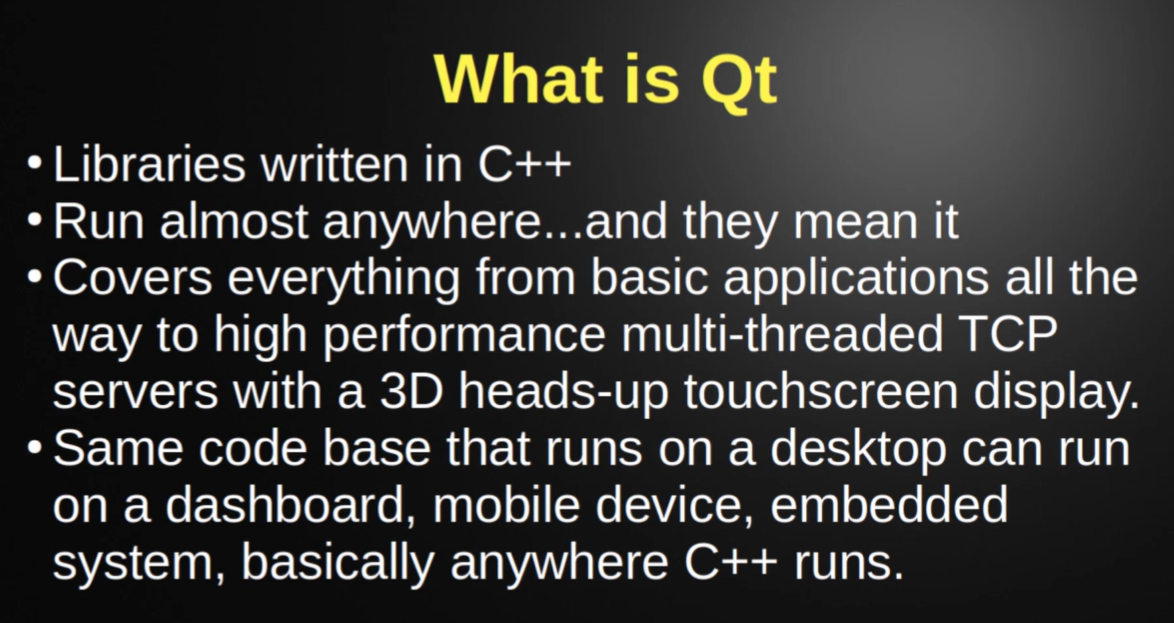 What is Qt
• Libraries written in C++
• Run almost anywhere...and they mean it
• Covers everything from basic applications all the
way to high performance multi-threaded TCP
servers with a 3D heads-up touchscreen display.
• Same code base that runs on a desktop can run
on a dashboard, mobile device, embedded
system, basically anywhere C++ runs.